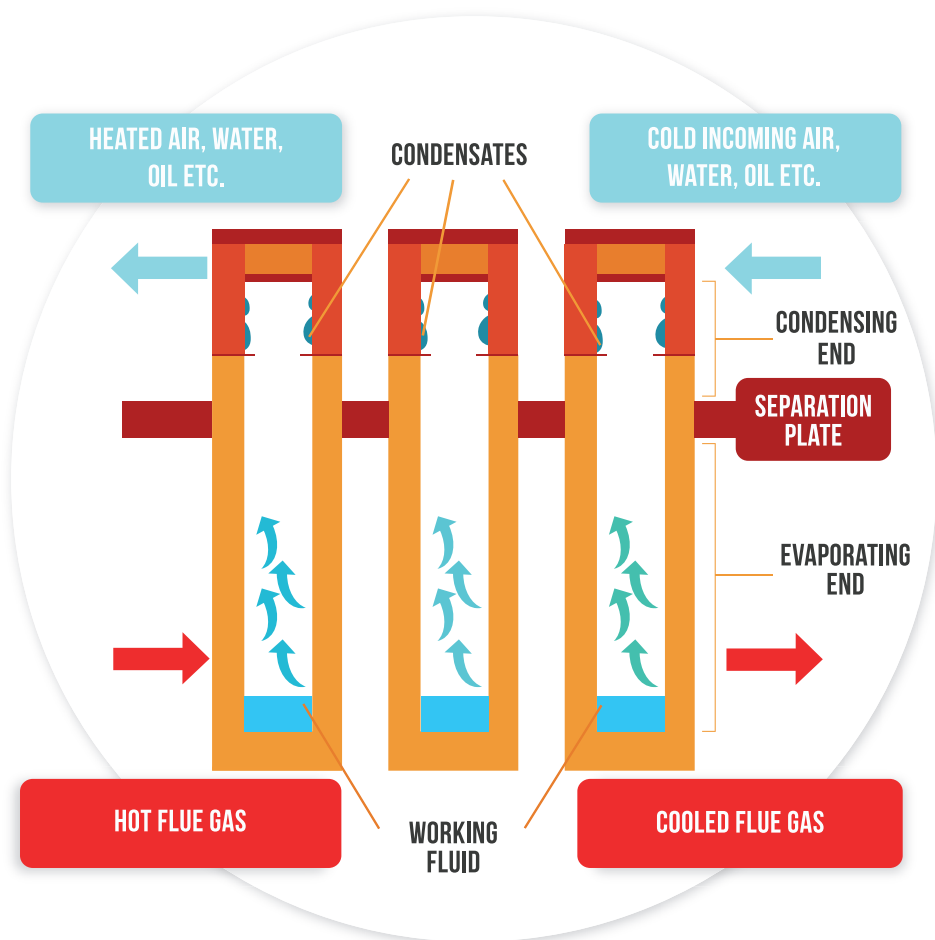 HEATED AIR, WATER,
OIL ETC.
CONDENSATES
COLD INCOMING AIR,
WATER, OIL ETC.
CONDENSING
END
SEPARATION
PLATE
EVAPORATING
END
HOT FLUE GAS
WORKING
FLUID
COOLED FLUE GAS